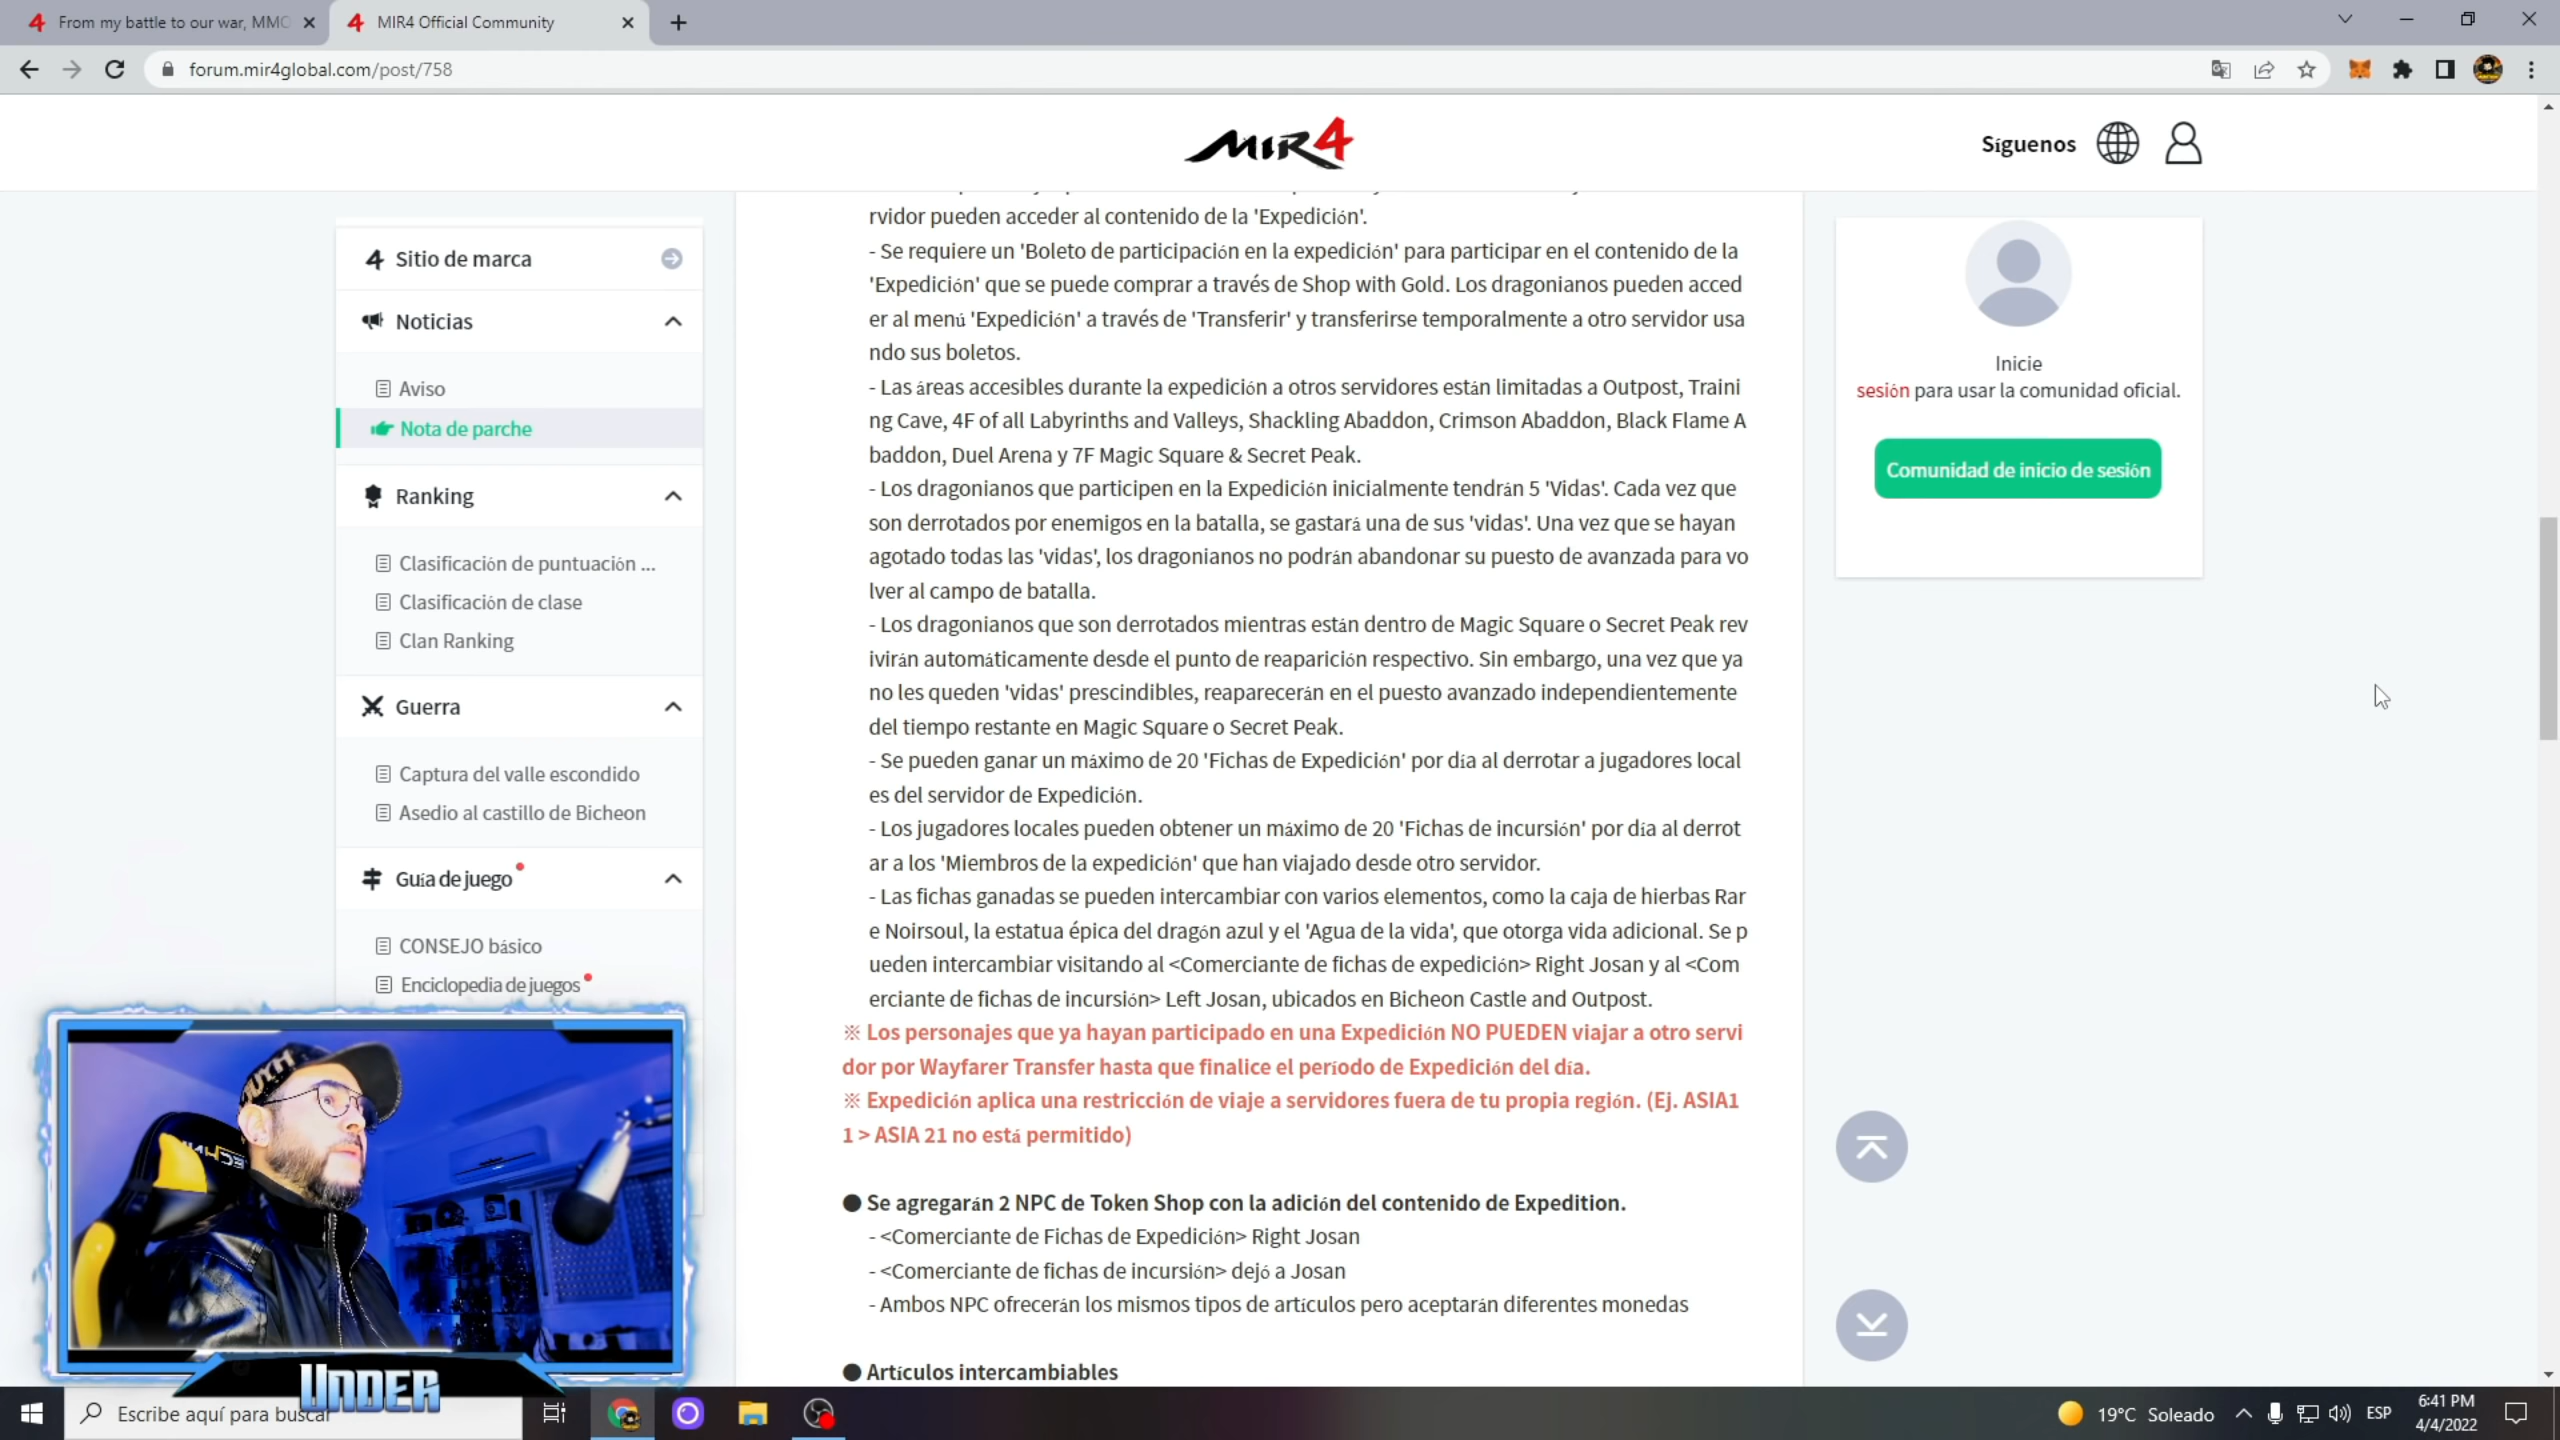 From my battle to our war, MMO
MIR4 Official Community
forum.mir4global.com/post/758
MIR4
Síguenos
Sitio de marca
Noticias
Aviso
Nota de parche
Ranking
Clasificación de puntuación ...
Clasificación de clase
Clan Ranking
Guerra
Captura del valle escondido
Asedio al castillo de Bicheon
Guía de juego
CONSEJO básico
Enciclopedia de juegos
rvidor pueden acceder al contenido de la 'Expedición'.
- Se requiere un 'Boleto de participación en la expedición' para participar en el contenido de la
'Expedición' que se puede comprar a través de Shop with Gold. Los dragonianos pueden acced
er al menú 'Expedición' a través de 'Transferir' y transferirse temporalmente a otro servidor usa
ndo sus boletos.
- Las áreas accesibles durante la expedición a otros servidores están limitadas a Outpost, Traini
ng Cave, 4F of all Labyrinths and Valleys, Shackling Abaddon, Crimson Abaddon, Black Flame A
baddon, Duel Arena y 7F Magic Square & Secret Peak.
- Los dragonianos que participen en la Expedición inicialmente tendrán 5 'Vidas'. Cada vez que
son derrotados por enemigos en la batalla, se gastará una de sus 'vidas'. Una vez que se hayan
agotado todas las 'vidas', los dragonianos no podrán abandonar su puesto de avanzada para vo
lver al campo de batalla.
- Los dragonianos que son derrotados mientras están dentro de Magic Square o Secret Peak rev
ivirán automáticamente desde el punto de reaparición respectivo. Sin embargo, una vez que ya
no les queden 'vidas' prescindibles, reaparecerán en el puesto avanzado independientemente
del tiempo restante en Magic Square o Secret Peak.
- Se pueden ganar un máximo de 20 'Fichas de Expedición' por día al derrotar a jugadores local
es del servidor de Expedición.
- Los jugadores locales pueden obtener un máximo de 20 'Fichas de incursión' por día al derrot
ar a los 'Miembros de la expedición' que han viajado desde otro servidor.
- Las fichas ganadas se pueden intercambiar con varios elementos, como la caja de hierbas Rar
e Noirsoul, la estatua épica del dragón azul y el 'Agua de la vida', que otorga vida adicional. Se p
ueden intercambiar visitando al <Comerciante de fichas de expedición> Right Josan y al <Com
erciante de fichas de incursión> Left Josan, ubicados en Bicheon Castle and Outpost.
※ Los personajes que ya hayan participado en una Expedición NO PUEDEN viajar a otro servi
dor por Wayfarer Transfer hasta que finalice el período de Expedición del día.
※ Expedición aplica una restricción de viaje a servidores fuera de tu propia región. (Ej. ASIA1
1 > ASIA 21 no está permitido)
● Se agregarán 2 NPC de Token Shop con la adición del contenido de Expedition.
- <Comerciante de Fichas de Expedición> Right Josan
- <Comerciante de fichas de incursión> dejó a Josan
- Ambos NPC ofrecerán los mismos tipos de artículos pero aceptarán diferentes monedas
● Artículos intercambiables
Inicie
sesión para usar la comunidad oficial.
Comunidad de inicio de sesión
UNDER
Escribe aquí para buscar
19°C Soleado
ESP
6:41 PM
4/4/2022